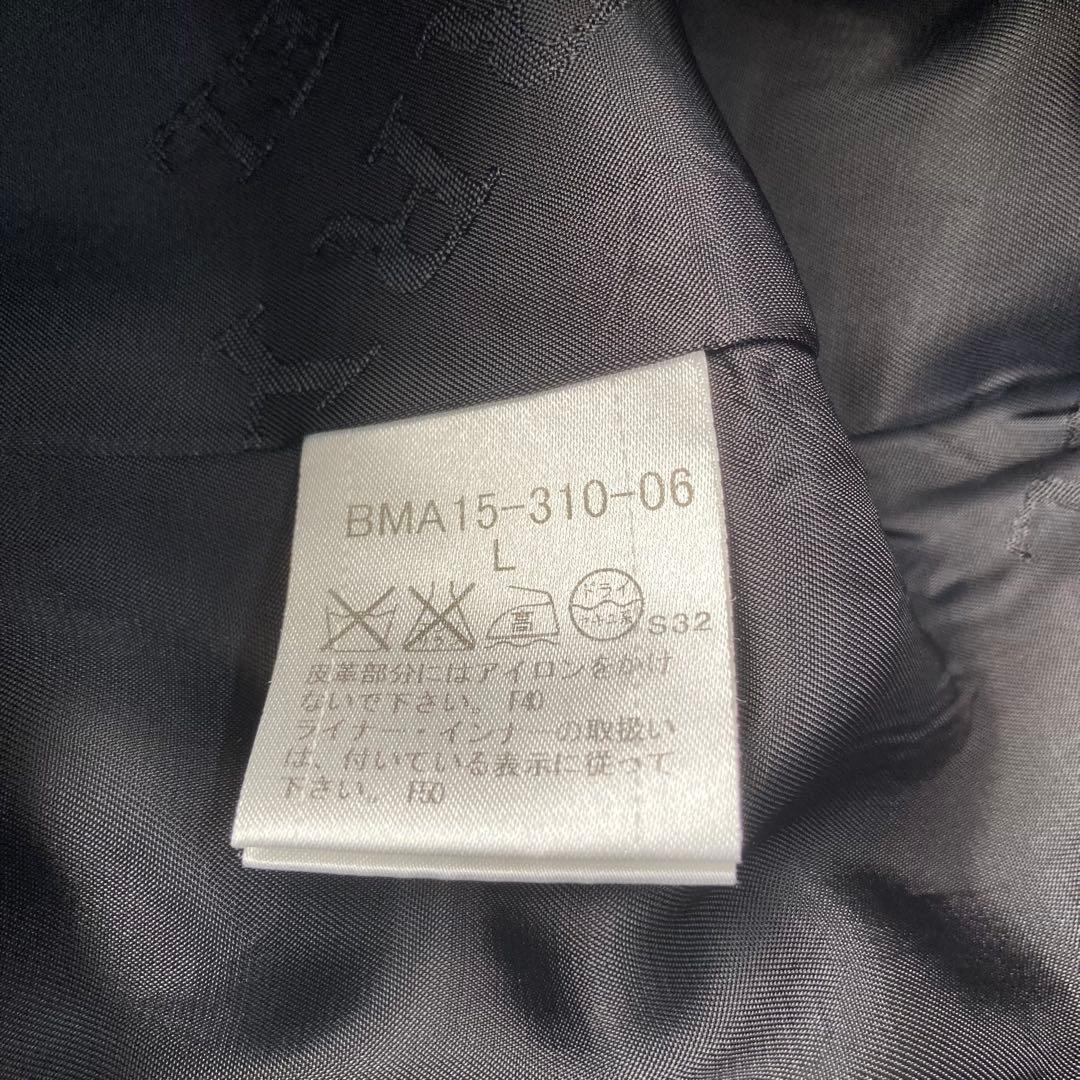 BMA15-310-06
L
高
ドライ
S32
皮革部分にはアイロンをかけ
ないで下さい。F40
ライナー・インナーの取扱い
は、付いている表示に従って
下さい。F50